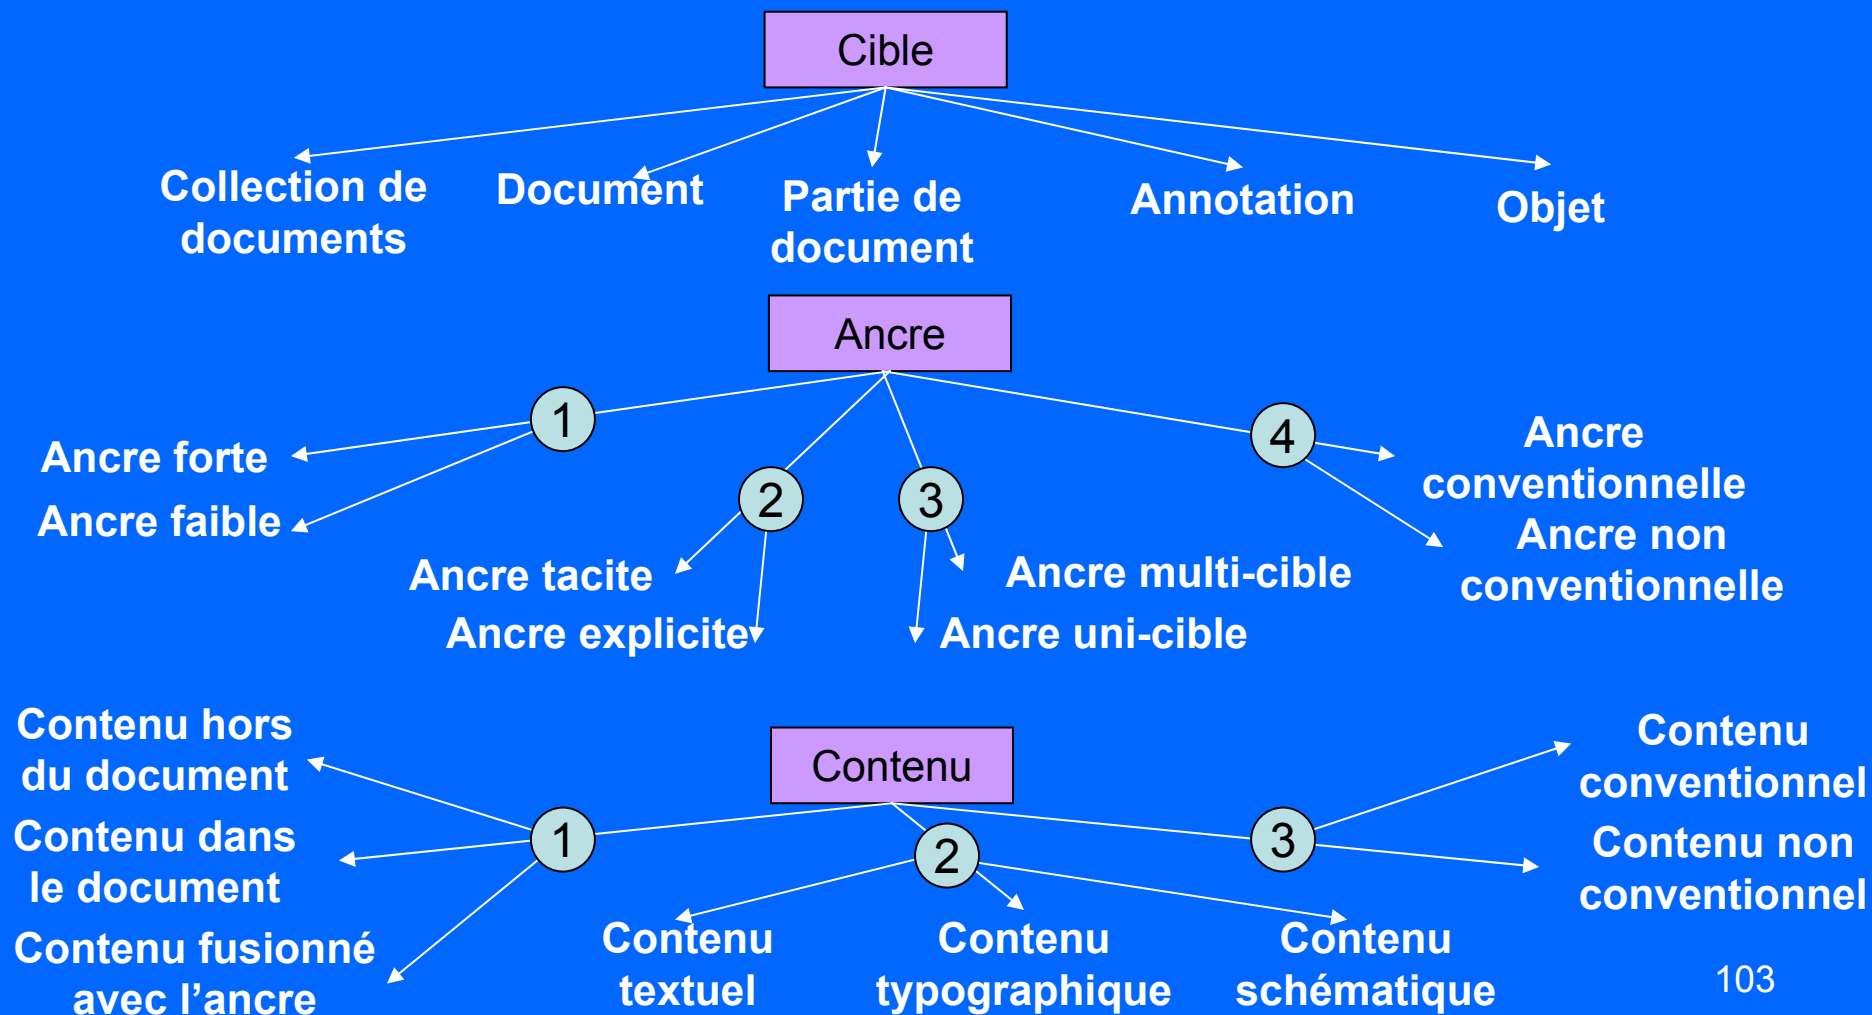 Cible
Collection de
documents
Document
Partie de
document
Annotation
Objet
Ancre
1
2
3
4
Ancre forte
Ancre faible
Ancre tacite
Ancre explicite
Ancre multi-cible
Ancre uni-cible
Ancre
conventionnelle
Ancre non
conventionnelle
Contenu
1
2
3
Contenu hors
du document
Contenu dans
le document
Contenu fusionné
avec l’ancre
Contenu
textuel
Contenu
typographique
Contenu
schématique
Contenu
conventionnel
Contenu non
conventionnel
103